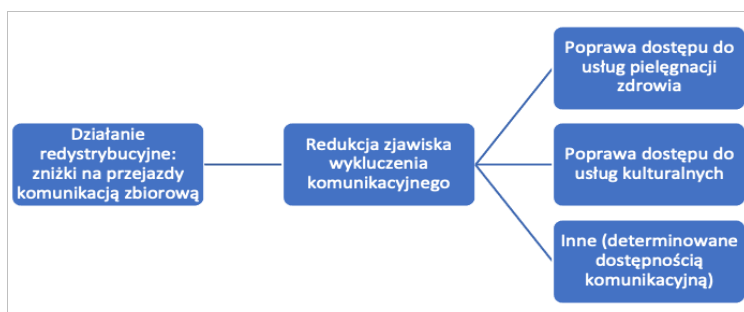 Działanie
redystrybucyjne:
zniżki na przejazdy
komunikacją zbiorową
Redukcja zjawiska
wykluczenia
komunikacyjnego
Poprawa dostępu do
usług pielęgnacji
zdrowia
Poprawa dostępu do
usług kulturalnych
Inne (determinowane
dostępnością
komunikacyjną)